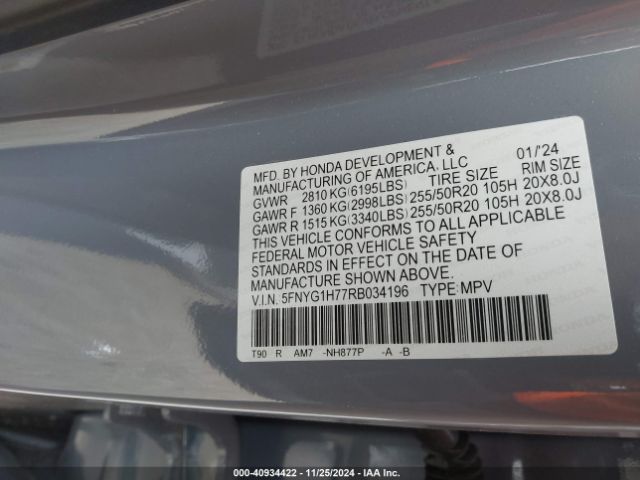 MFD. BY HONDA DEVELOPMENT & 01/'24
MANUFACTURING OF AMERICA, LLC
GVWR 2810 KG(6195LBS) TIRE SIZE RIM SIZE
GAWR F 1360 KG(2998LBS) 255/50R20 105H 20X8.0J
GAWR R 1515 KG(3340LBS) 255/50R20 105H 20X8.0J
THIS VEHICLE CONFORMS TO ALL APPLICABLE
FEDERAL MOTOR VEHICLE SAFETY
STANDARDS IN EFFECT ON THE DATE OF
MANUFACTURE SHOWN ABOVE.
V.I.N. 5FNYG1H77RB034196 TYPE: MPV
T90 R AM7 -NH877P -A -B
000-40934422 - 11/25/2024 - IAA Inc.